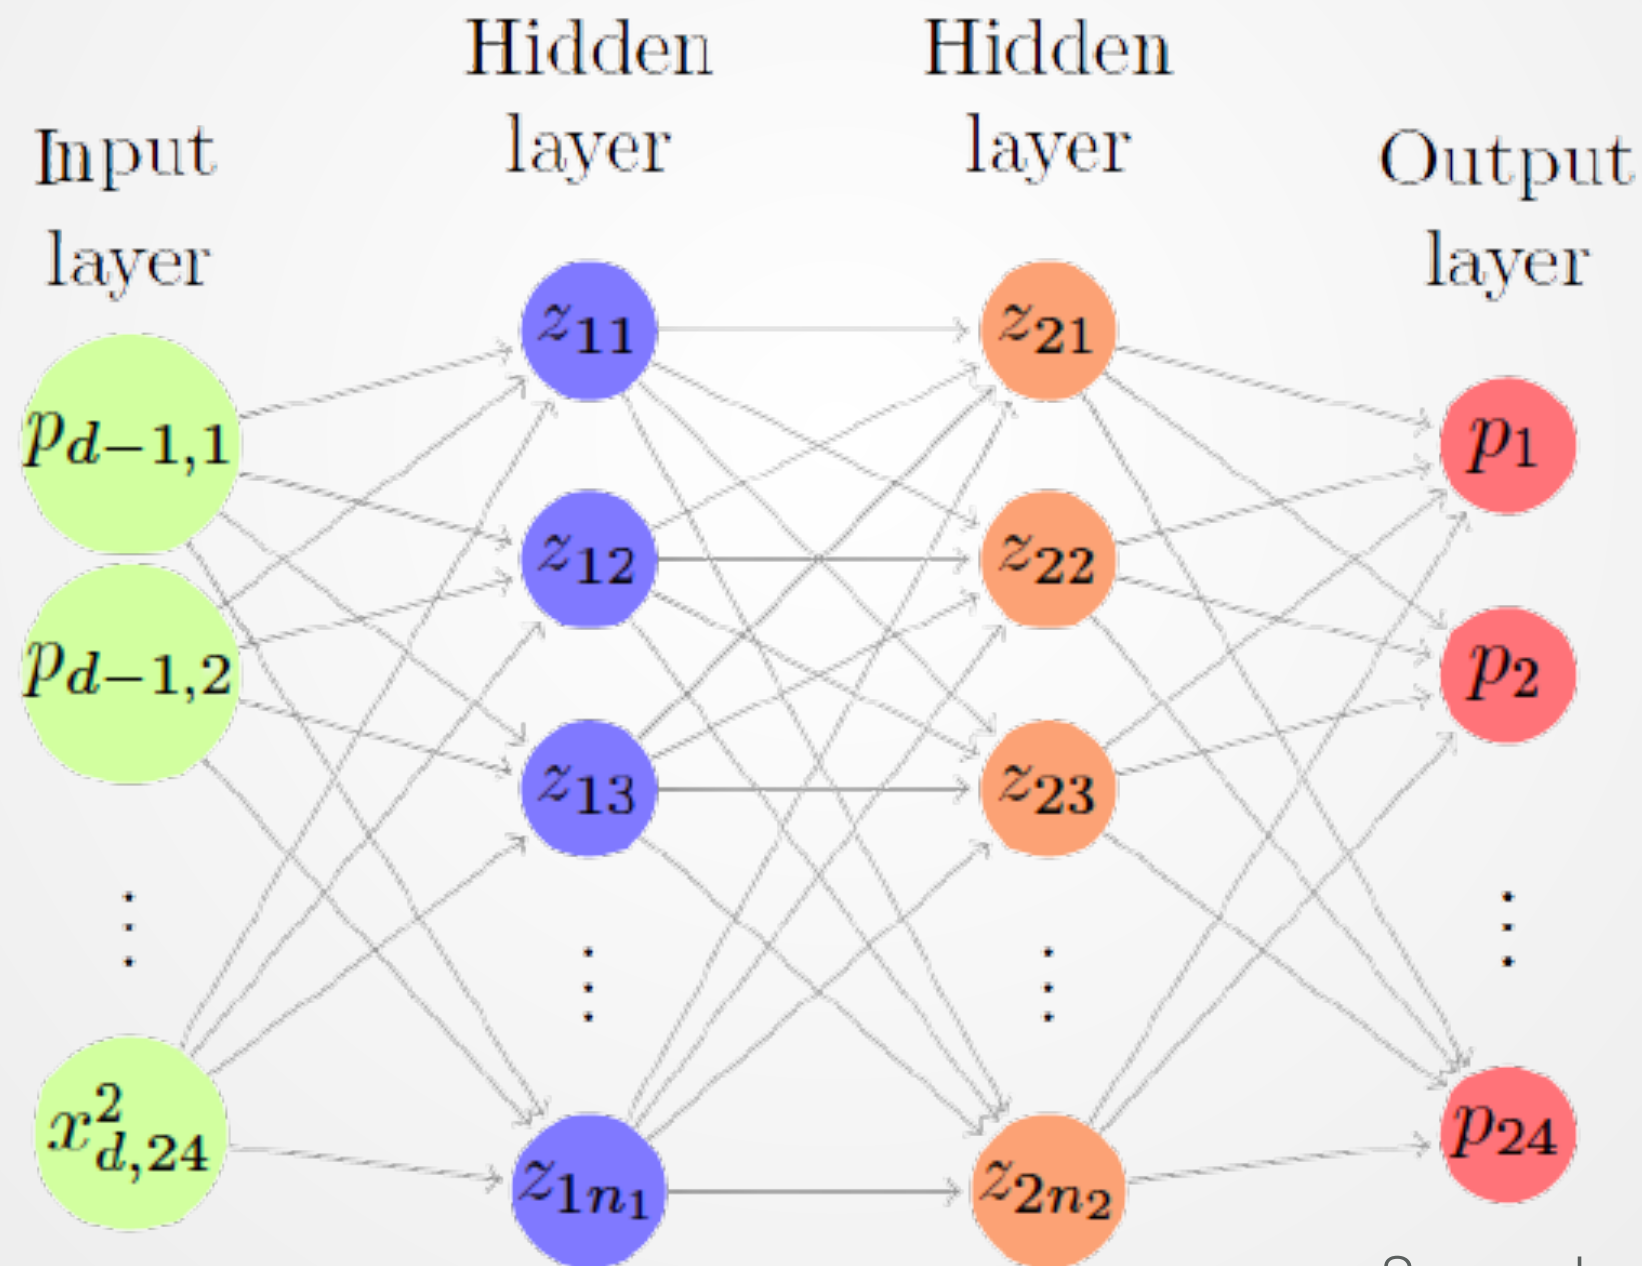 Hidden
layer
Hidden
layer
Input
layer
Output
layer
p_{d-1,1}
p_{d-1,2}
⋮
x^2_{d,24}
z_{11}
z_{12}
z_{13}
⋮
z_{1n_1}
z_{21}
z_{22}
z_{23}
⋮
z_{2n_2}
p_1
p_2
⋮
p_{24}